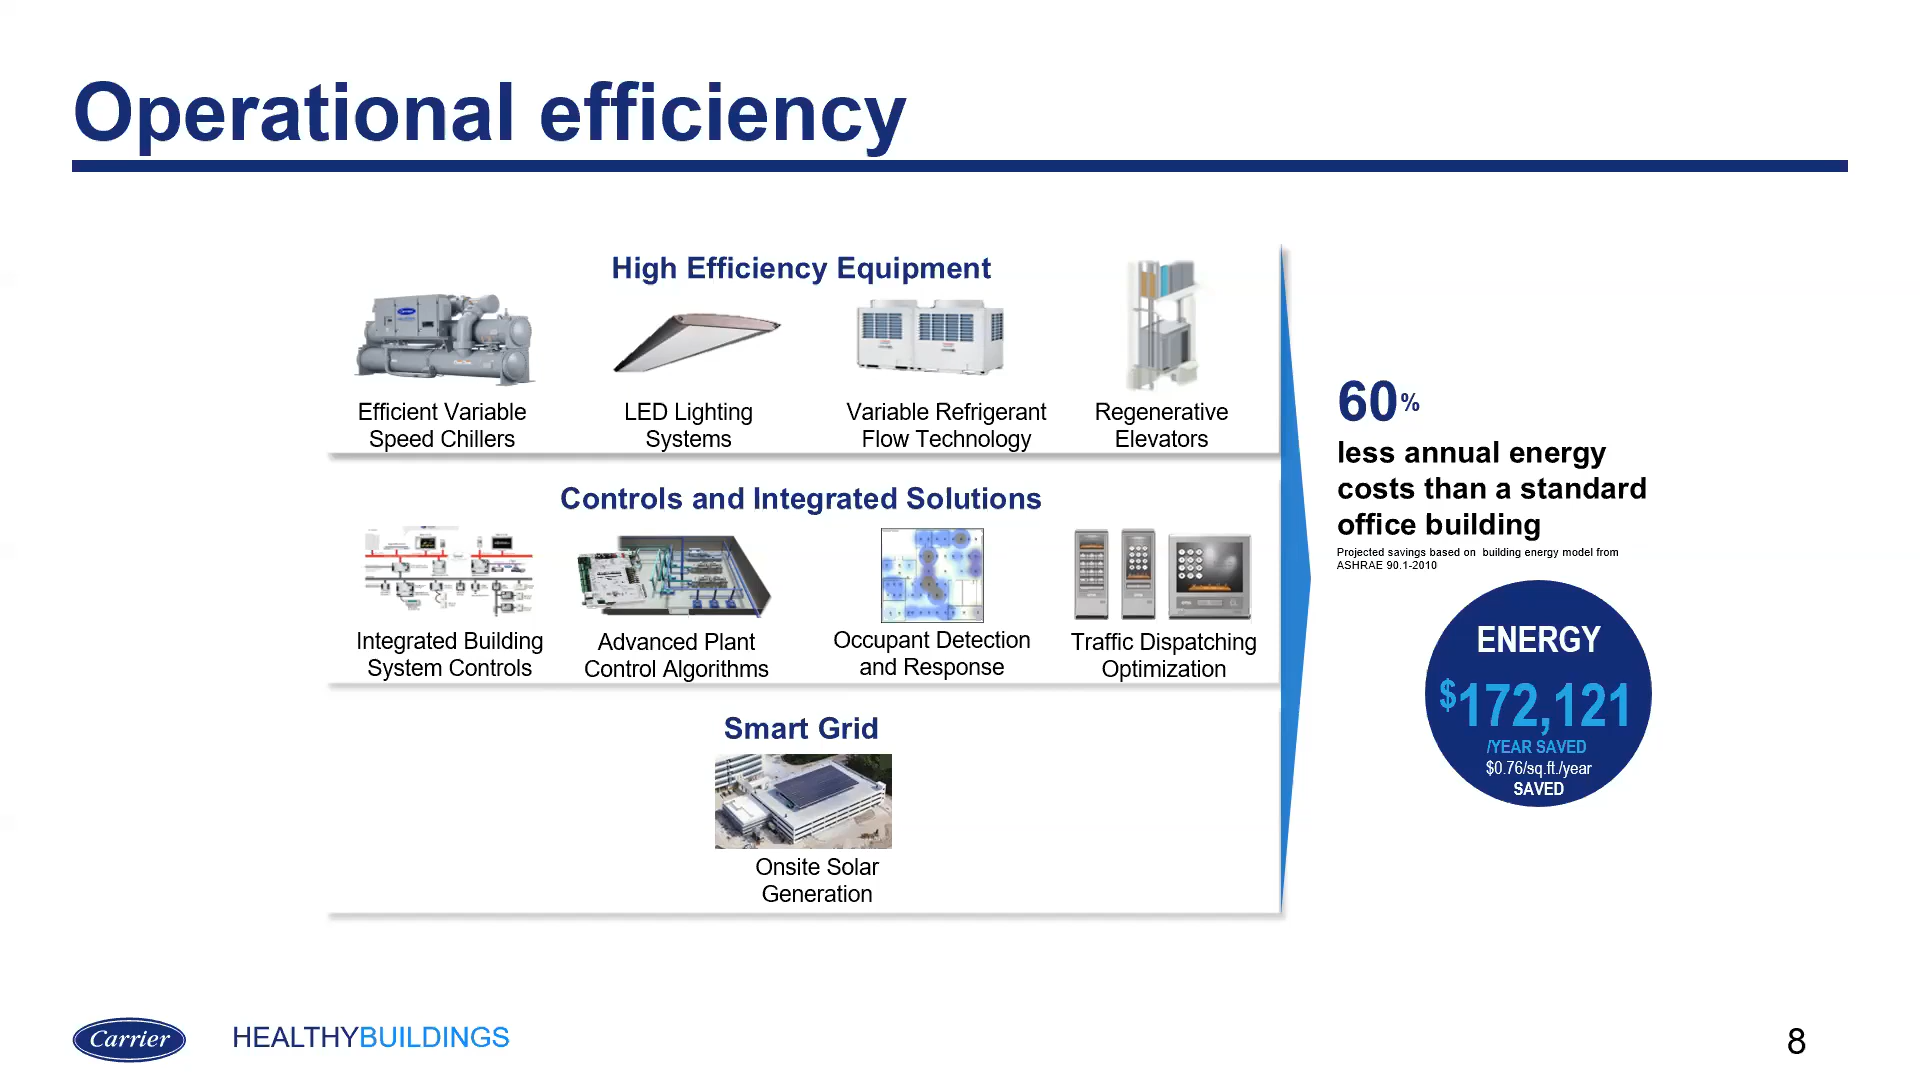 Operational efficiency
High Efficiency Equipment
Efficient Variable
Speed Chillers
LED Lighting
Systems
Variable Refrigerant
Flow Technology
Regenerative
Elevators
Controls and Integrated Solutions
Integrated Building
System Controls
Advanced Plant
Control Algorithms
Occupant Detection
and Response
Traffic Dispatching
Optimization
Smart Grid
Onsite Solar
Generation
60%
less annual energy
costs than a standard
office building
Projected savings based on building energy model from
ASHRAE 90.1-2010
ENERGY
$172,121
/YEAR SAVED
$0.76/sq.ft./year
SAVED
Carrier
HEALTHYBUILDINGS
8